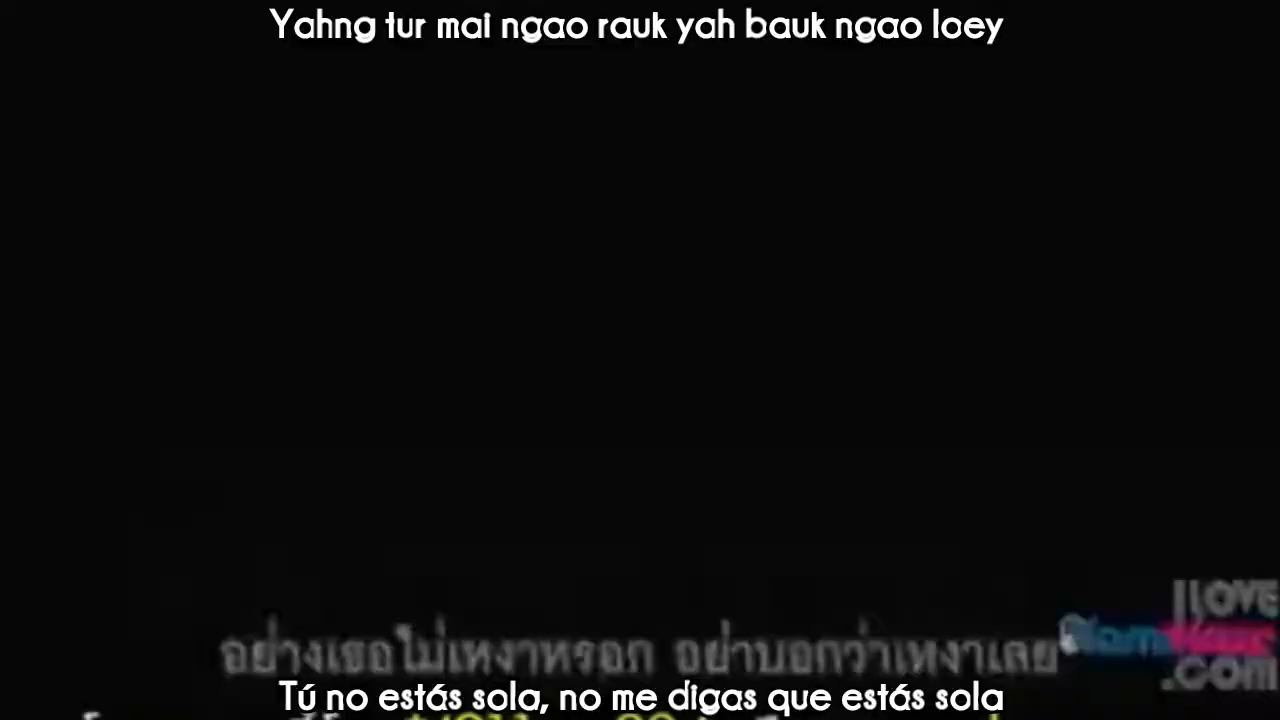 Yahng tur mai ngao rauk yah bauk ngao loey
I LOVE
.com
อย่างเธอไม่เหงาหรอก อย่าบอกว่าเหงาเลย
Tú no estás sola, no me digas que estás sola